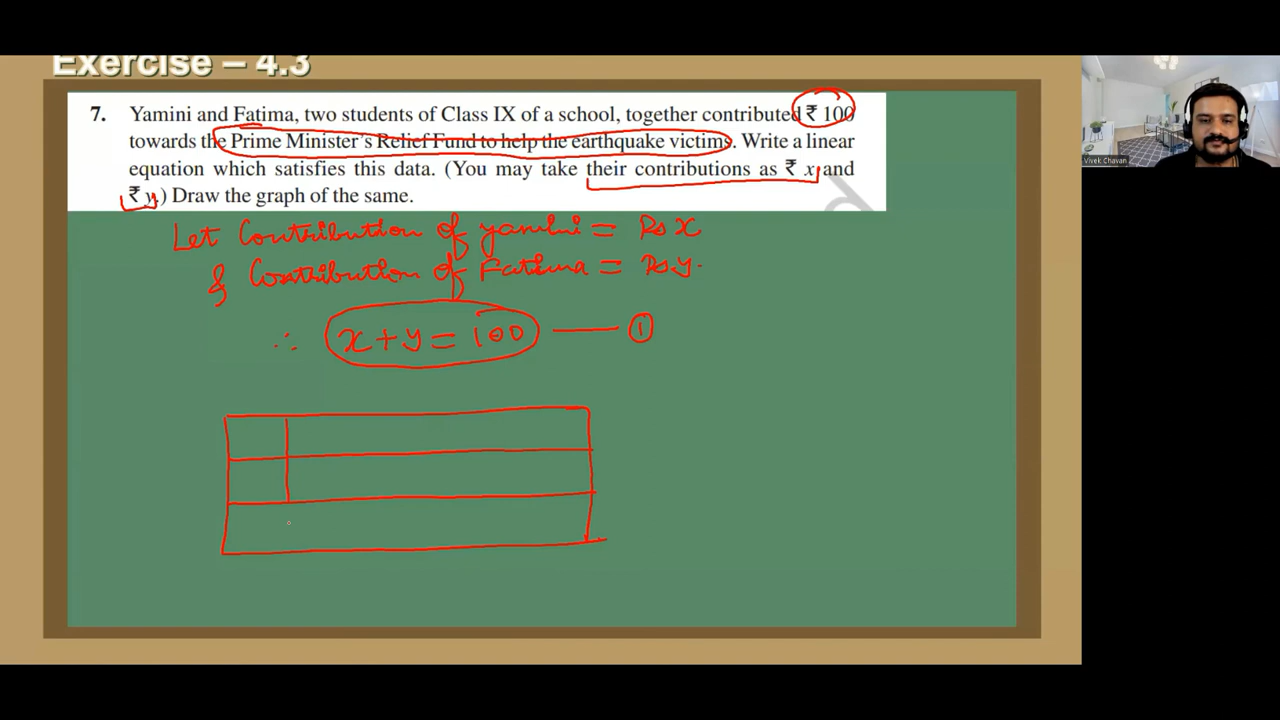 Exercise – 4.3
7. Yamini and Fatima, two students of Class IX of a school, together contributed ₹ 100
towards the Prime Minister's Relief Fund to help the earthquake victims. Write a linear
equation which satisfies this data. (You may take their contributions as ₹ x and
₹ y.) Draw the graph of the same.
Let Contribution of yamini = Rs x
& Contribution of Fatima = Rs y.
∴ x + y = 100 —— ①
Vivek Chavan